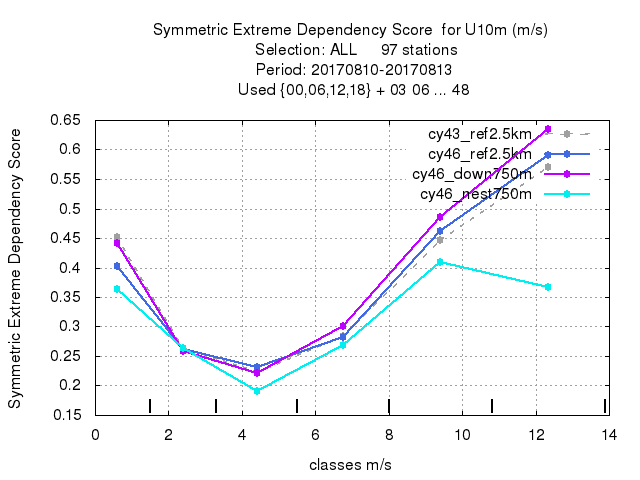 Symmetric Extreme Dependency Score for U10m (m/s)
Selection: ALL 97 stations
Period: 20170810-20170813
Used {00,06,12,18} + 03 06 ... 48
Symmetric Extreme Dependency Score
0.65
0.6
0.55
0.5
0.45
0.4
0.35
0.3
0.25
0.2
0.15
cy43_ref2.5km
cy46_ref2.5km
cy46_down750m
cy46_nest750m
0 2 4 6 8 10 12 14
classes m/s